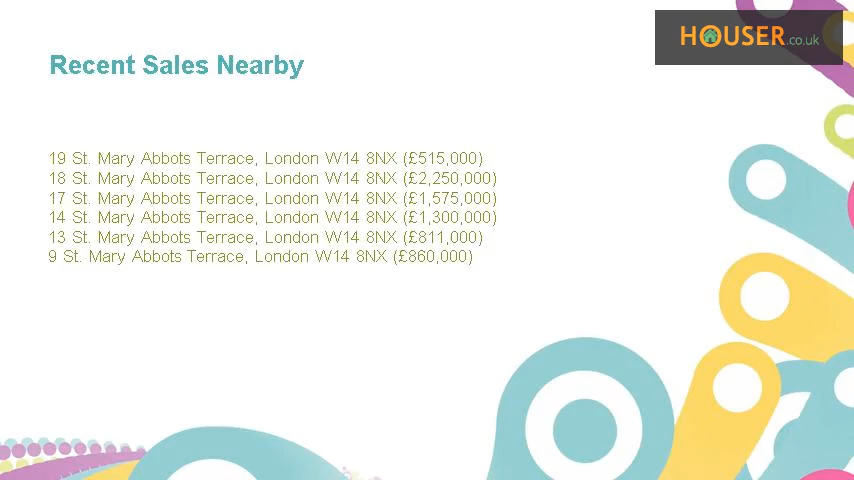 HOUSER.co.uk
Recent Sales Nearby
19 St. Mary Abbots Terrace, London W14 8NX (£515,000)
18 St. Mary Abbots Terrace, London W14 8NX (£2,250,000)
17 St. Mary Abbots Terrace, London W14 8NX (£1,575,000)
14 St. Mary Abbots Terrace, London W14 8NX (£1,300,000)
13 St. Mary Abbots Terrace, London W14 8NX (£811,000)
9 St. Mary Abbots Terrace, London W14 8NX (£860,000)